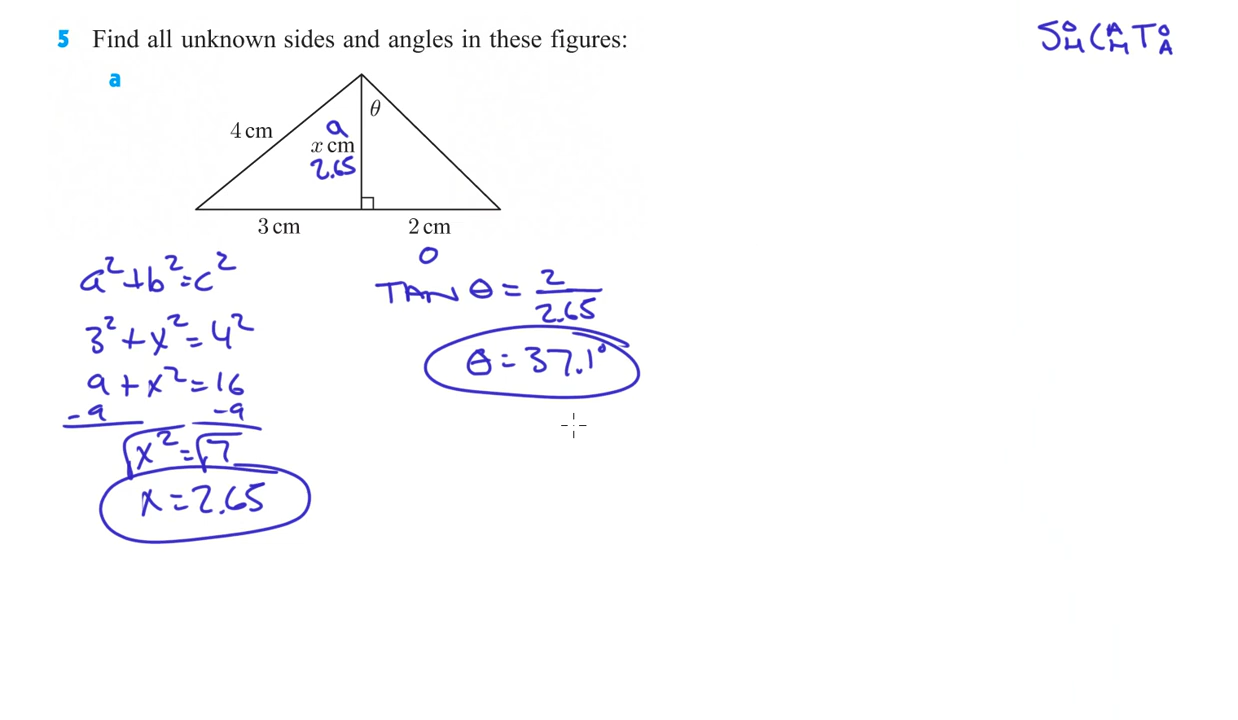 5 Find all unknown sides and angles in these figures:
SOH CAH TOA
a
θ
4 cm
a
x cm
2.65
3 cm
2 cm
O
a² + b² = c²
3² + x² = 4²
9 + x² = 16
-9 -9
√x² = √7
x = 2.65
TAN θ = 2/2.65
θ = 37.1°